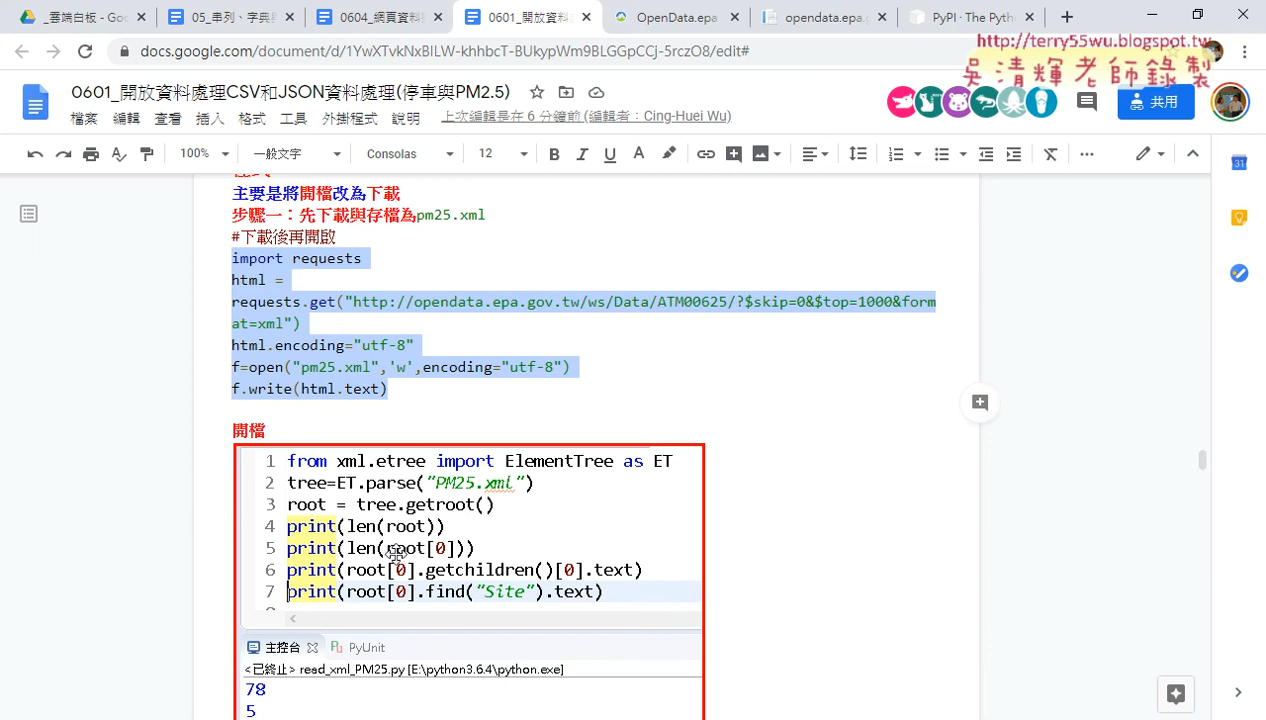 _雲端白板 - Goo
05_串列、字典
0604_網頁資料
0601_開放資料
OpenData.epa
opendata.epa.g
PyPI · The Pyth
docs.google.com/document/d/1YwXTvkNxBILW-khhbcT-BUkypWm9BLGGpCCj-5rczO8/edit#
http://terry55wu.blogspot.tw
吳清輝老師錄製
0601_開放資料處理CSV和JSON資料處理(停車與PM2.5)
檔案 編輯 查看 插入 格式 工具 外掛程式 說明 上次編輯是在 6 分鐘前 (編輯者：Cing-Huei Wu)
共用
100% 一般文字 Consolas 12 B I U A
31
主要是將開檔改為下載
步驟一：先下載與存檔為pm25.xml
#下載後再開啟
import requests
html =
requests.get("http://opendata.epa.gov.tw/ws/Data/ATM00625/?$skip=0&$top=1000&form
at=xml")
html.encoding="utf-8"
f=open("pm25.xml",'w',encoding="utf-8")
f.write(html.text)
開檔
1 from xml.etree import ElementTree as ET
2 tree=ET.parse("PM25.xml")
3 root = tree.getroot()
4 print(len(root))
5 print(len(root[0]))
6 print(root[0].getchildren()[0].text)
7 print(root[0].find("Site").text)
主控台 PyUnit
<已終止> read_xml_PM25.py [E:\python3.6.4\python.exe]
78
5